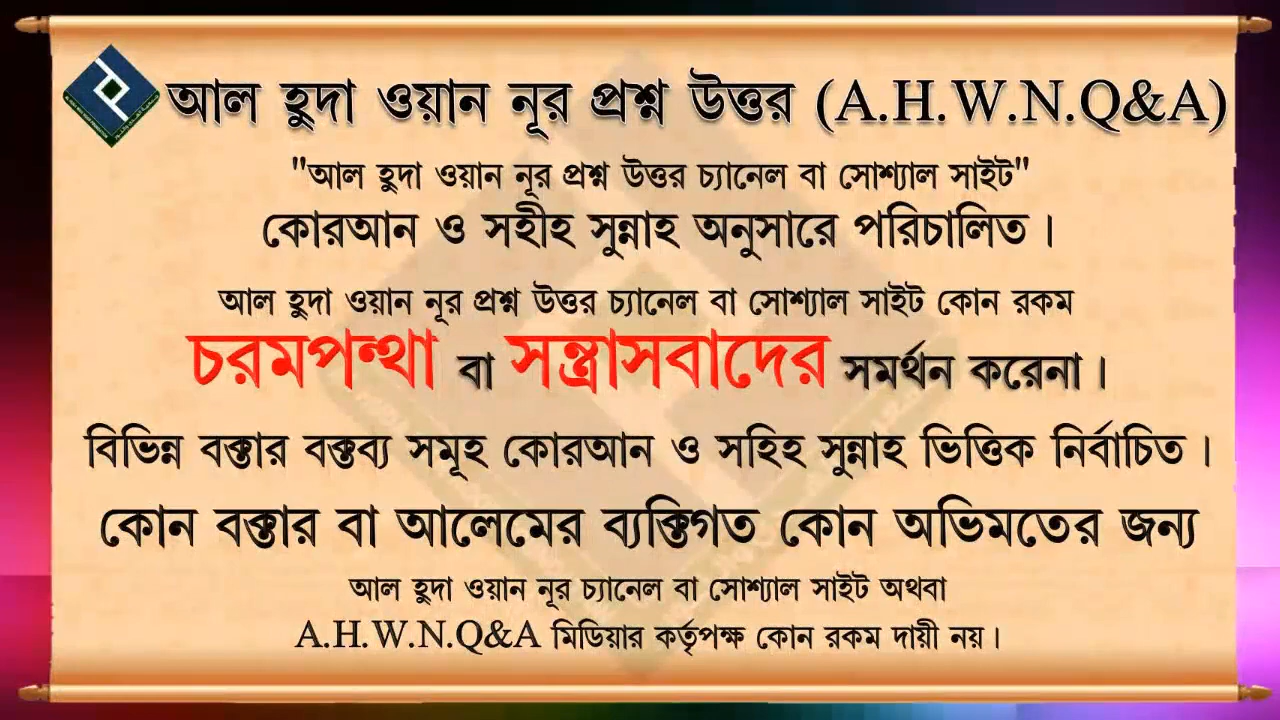 আল হুদা ওয়ান নূর প্রশ্ন উত্তর (A.H.W.N.Q&A)
"আল হুদা ওয়ান নূর প্রশ্ন উত্তর চ্যানেল বা সোশ্যাল সাইট"
কোরআন ও সহীহ সুন্নাহ অনুসারে পরিচালিত।
আল হুদা ওয়ান নূর প্রশ্ন উত্তর চ্যানেল বা সোশ্যাল সাইট কোন রকম
চরমপন্থা বা সন্ত্রাসবাদের সমর্থন করেনা।
বিভিন্ন বক্তার বক্তব্য সমূহ কোরআন ও সহিহ সুন্নাহ ভিত্তিক নির্বাচিত।
কোন বক্তার বা আলেমের ব্যক্তিগত কোন অভিমতের জন্য
আল হুদা ওয়ান নূর চ্যানেল বা সোশ্যাল সাইট অথবা
A.H.W.N.Q&A মিডিয়ার কর্তৃপক্ষ কোন রকম দায়ী নয়।